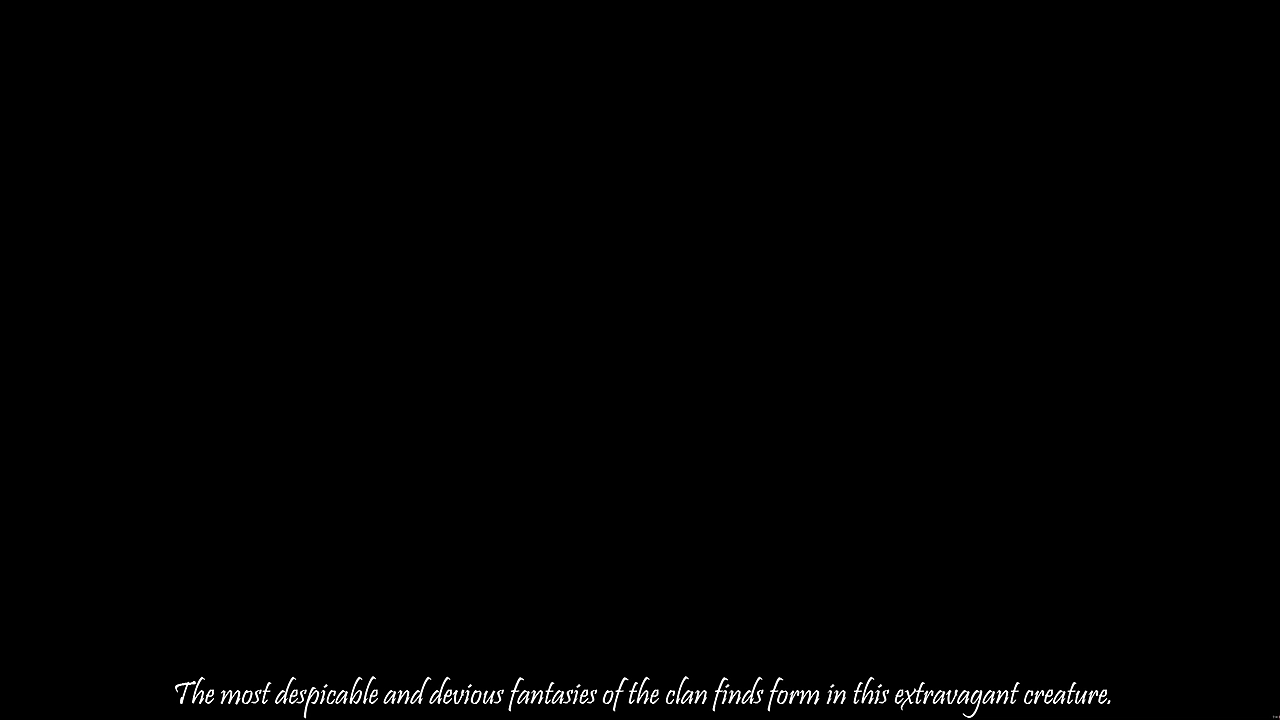 The most despicable and devious fantasies of the clan finds form in this extravagant creature.